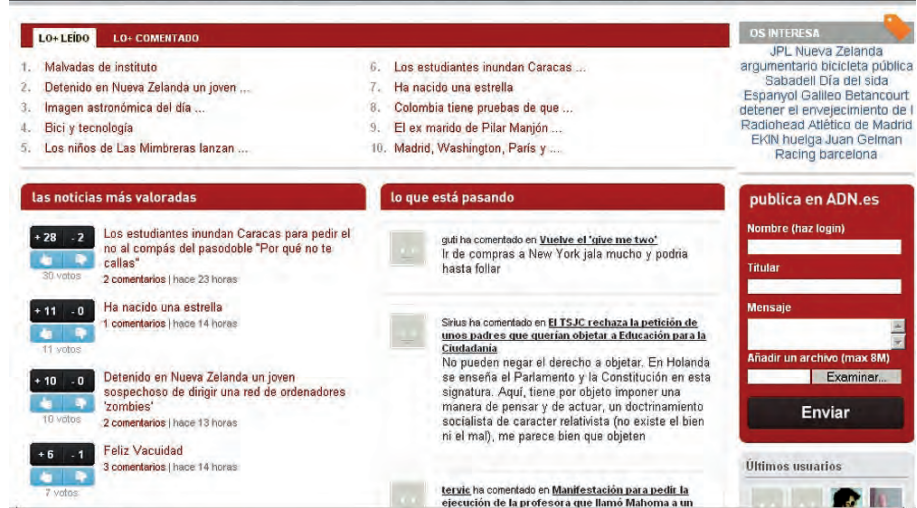 LO+ LEÍDO LO+ COMENTADO
1. Malvadas de instituto
2. Detenido en Nueva Zelanda un joven ...
3. Imagen astronómica del día ...
4. Bici y tecnología
5. Los niños de Las Mimbreras lanzan ...
6. Los estudiantes inundan Caracas ...
7. Ha nacido una estrella
8. Colombia tiene pruebas de que ...
9. El ex marido de Pilar Manjón ...
10. Madrid, Washington, París y ...
OS INTERESA
JPL Nueva Zelanda
argumentario bicicleta pública
Sabadell Día del sida
Espanyol Galileo Betancourt
detener el envejecimiento de l
Radiohead Atlético de Madrid
EKIN huelga Juan Gelman
Racing barcelona
las noticias más valoradas
+ 28 - 2
30 votos
Los estudiantes inundan Caracas para pedir el
no al compás del pasodoble "Por qué no te
callas"
2 comentarios | hace 23 horas
+ 11 - 0
11 votos
Ha nacido una estrella
1 comentarios | hace 14 horas
+ 10 - 0
10 votos
Detenido en Nueva Zelanda un joven
sospechoso de dirigir una red de ordenadores
'zombies'
2 comentarios | hace 13 horas
+ 6 - 1
7 votos
Feliz Vacuidad
3 comentarios | hace 14 horas
lo que está pasando
guti ha comentado en Vuelve el 'give me two'
Ir de compras a New York jala mucho y podria
hasta follar
Sirius ha comentado en El TSJC rechaza la petición de
unos padres que querían objetar a Educación para la
Ciudadanía
No pueden negar el derecho a objetar. En Holanda
se enseña el Parlamento y la Constitución en esta
signatura. Aquí, tiene por objeto imponer una
manera de pensar y de actuar, un doctrinamiento
socialista de caracter relativista (no existe el bien
ni el mal), me parece bien que objeten
tervic ha comentado en Manifestación para pedir la
ejecución de la profesora que llamó Mahoma a un
publica en ADN.es
Nombre (haz login)
Titular
Mensaje
Añadir un archivo (max 8M)
Examinar...
Enviar
Últimos usuarios